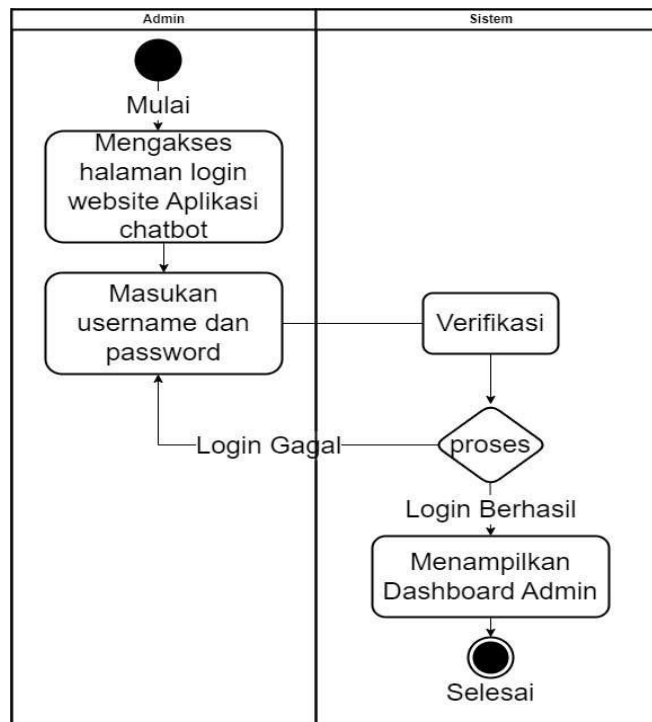 Admin
Sistem
Mulai
Mengakses
halaman login
website Aplikasi
chatbot
Masukan
username dan
password
Verifikasi
Login Gagal
proses
Login Berhasil
Menampilkan
Dashboard Admin
Selesai